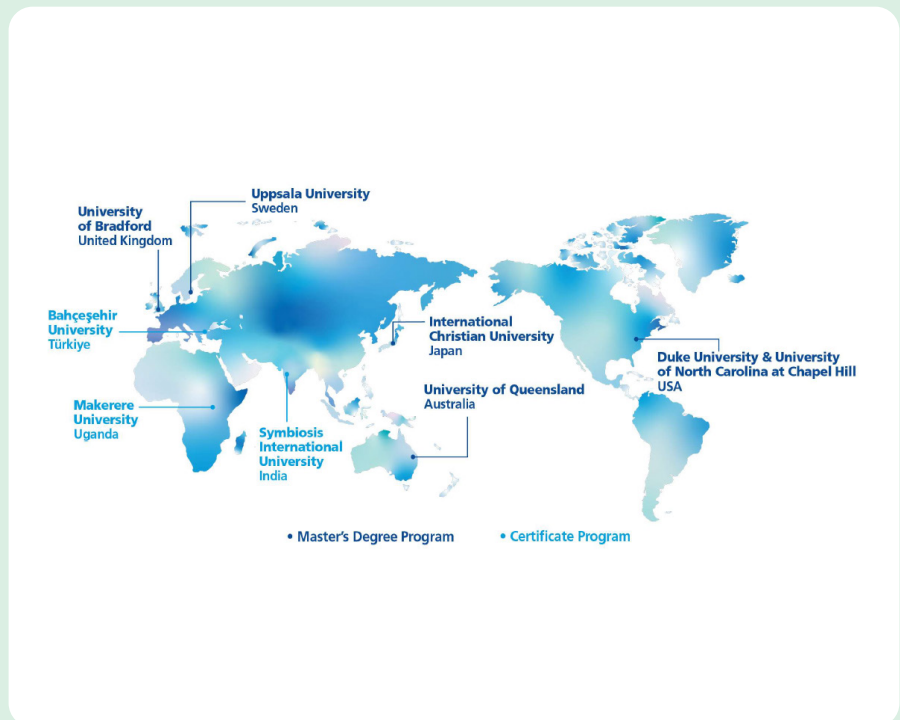 Uppsala University
Sweden
University
of Bradford
United Kingdom
Bahçeşehir
University
Türkiye
International
Christian University
Japan
Duke University & University
of North Carolina at Chapel Hill
USA
University of Queensland
Australia
Makerere
University
Uganda
Symbiosis
International
University
India
• Master's Degree Program
• Certificate Program